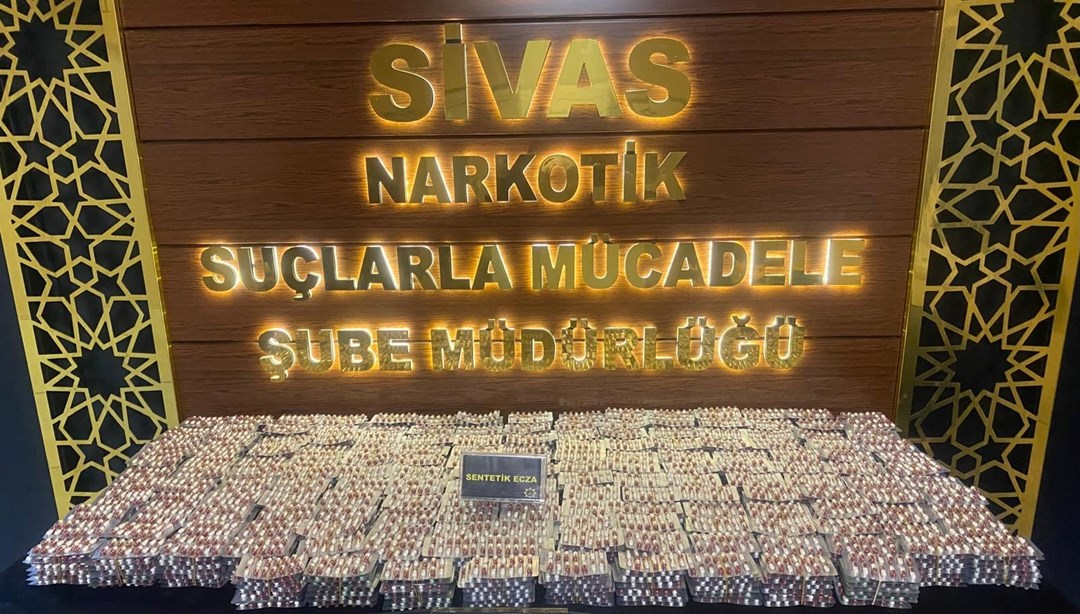 SİVAS
NARKOTİK
SUÇLARLA MÜCADELE
ŞUBE MÜDÜRLÜĞÜ
SENTETİK ECZA